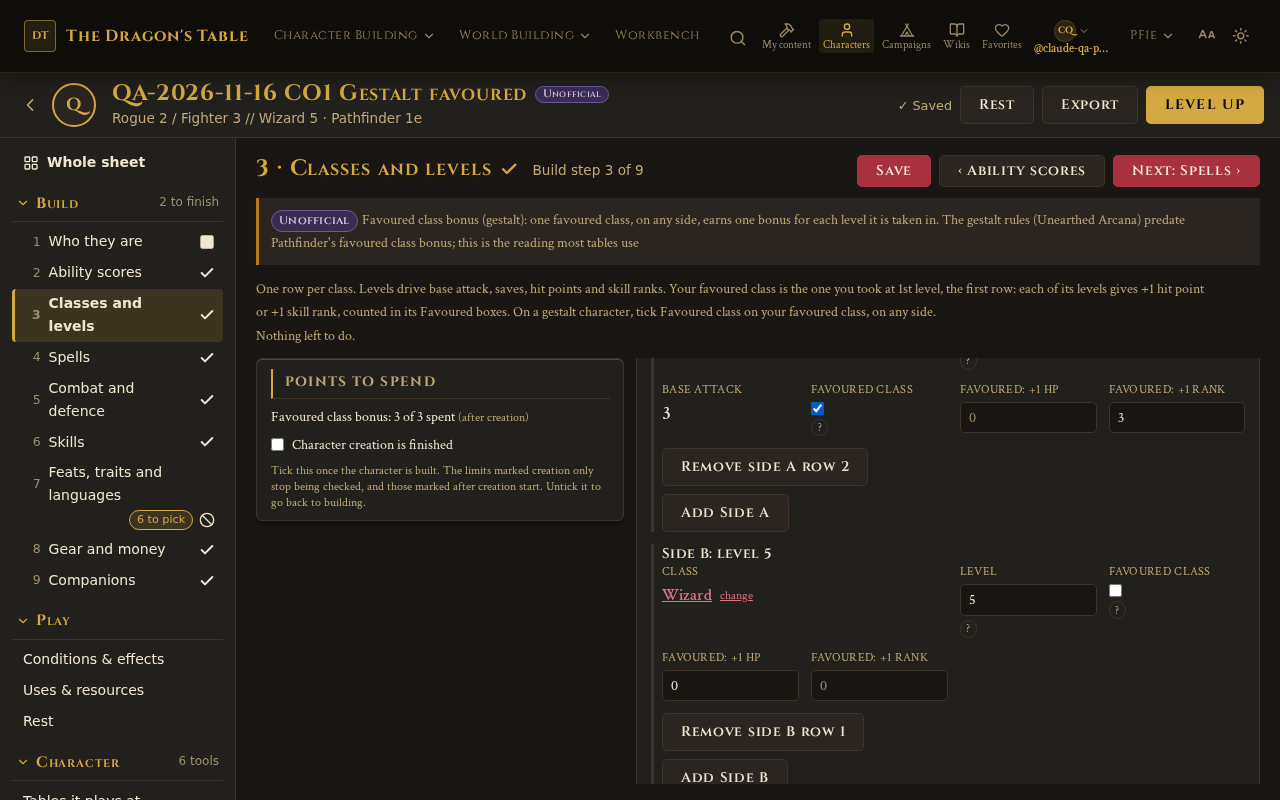 DT
The Dragon's Table
Character Building
World Building
Workbench
My content
Characters
Campaigns
Wikis
Favorites
CQ
@claude-qa-p...
PF1e
AA
Q
QA-2026-11-16 CO1 Gestalt favoured
Unofficial
Rogue 2 / Fighter 3 // Wizard 5 · Pathfinder 1e
✓ Saved
Rest
Export
Level up
Whole sheet
Build
2 to finish
1 Who they are
2 Ability scores
3 Classes and levels
4 Spells
5 Combat and defence
6 Skills
7 Feats, traits and languages
6 to pick
8 Gear and money
9 Companions
Play
Conditions & effects
Uses & resources
Rest
Character
6 tools
Tables it plays at
3 · Classes and levels
Build step 3 of 9
Save
‹ Ability scores
Next: Spells ›
Unofficial Favoured class bonus (gestalt): one favoured class, on any side, earns one bonus for each level it is taken in. The gestalt rules (Unearthed Arcana) predate
Pathfinder's favoured class bonus; this is the reading most tables use
One row per class. Levels drive base attack, saves, hit points and skill ranks. Your favoured class is the one you took at 1st level, the first row: each of its levels gives +1 hit point
or +1 skill rank, counted in its Favoured boxes. On a gestalt character, tick Favoured class on your favoured class, on any side.
Nothing left to do.
Points to spend
Favoured class bonus: 3 of 3 spent (after creation)
Character creation is finished
Tick this once the character is built. The limits marked creation only
stop being checked, and those marked after creation start. Untick it to
go back to building.
?
Base attack
Favoured class
Favoured: +1 HP
Favoured: +1 rank
3
?
0
3
Remove side A row 2
Add Side A
Side B: level 5
Class
Level
Favoured class
Wizard change
5
?
?
Favoured: +1 HP
Favoured: +1 rank
0
0
Remove side B row 1
Add Side B